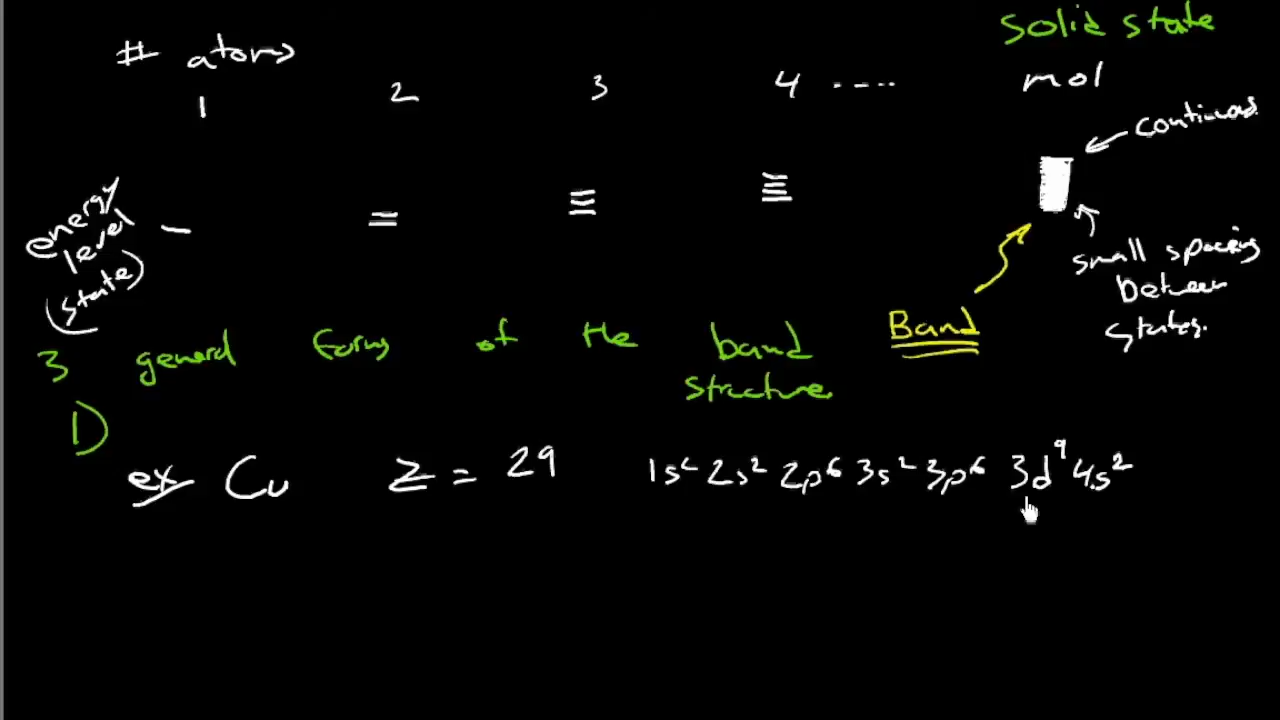 Solid state
# atoms
mol
1 2 3 4 ....
continuous
energy
level
(state)
small spacing
between
states.
Band
3 general forms of the band
structure
1)
ex Cu Z = 29 1s² 2s² 2p⁶ 3s² 3p⁶ 3d⁹ 4s²